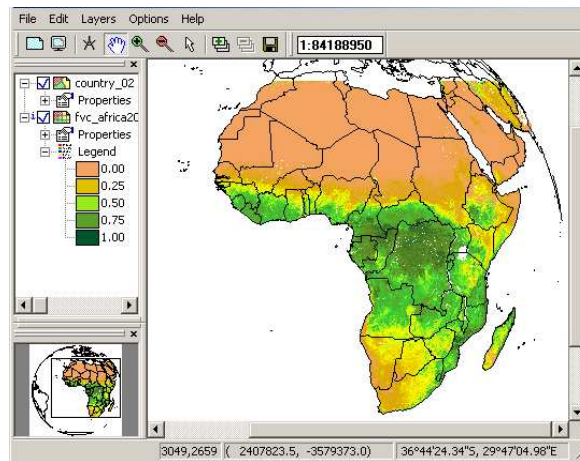 File Edit Layers Options Help
1:84188950
country_02
Properties
fvc_africa20
Properties
Legend
0.00
0.25
0.50
0.75
1.00
3049,2659 ( 2407823.5, -3579373.0) 36°44'24.34"S, 29°47'04.98"E